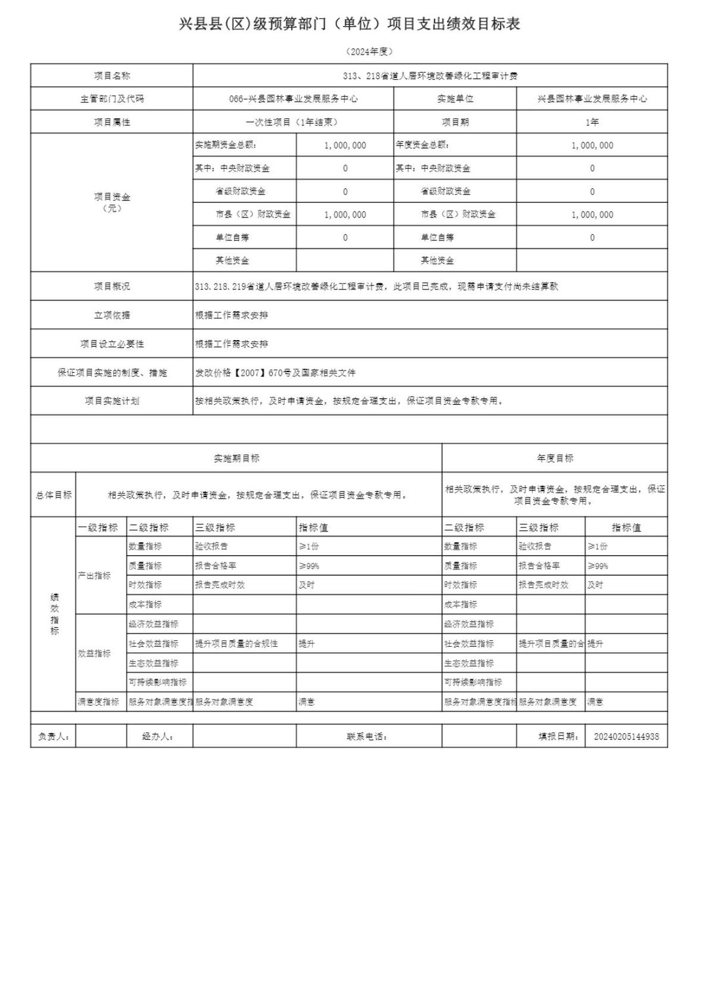 兴县县(区)级预算部门（单位）项目支出绩效目标表
（2024年度）
项目名称 313、218省道人居环境改善绿化工程审计费
主管部门及代码 066-兴县园林事业发展服务中心 实施单位 兴县园林事业发展服务中心
项目属性 一次性项目（1年结束） 项目期 1年
项目资金
（元）
实施期资金总额： 1,000,000 年度资金总额： 1,000,000
其中：中央财政资金 0 其中：中央财政资金 0
省级财政资金 0 省级财政资金 0
市县（区）财政资金 1,000,000 市县（区）财政资金 1,000,000
单位自筹 0 单位自筹 0
其他资金 其他资金
项目概况 313.218.219省道人居环境改善绿化工程审计费，此项目已完成，现需申请支付尚未结算款
立项依据 根据工作需求安排
项目设立必要性 根据工作需求安排
保证项目实施的制度、措施 发改价格【2007】670号及国家相关文件
项目实施计划 按相关政策执行，及时申请资金，按规定合理支出，保证项目资金专款专用。
实施期目标 年度目标
总体目标 相关政策执行，及时申请资金，按规定合理支出，保证项目资金专款专用。 相关政策执行，及时申请资金，按规定合理支出，保证
项目资金专款专用。
绩效指标
一级指标 二级指标 三级指标 指标值 二级指标 三级指标 指标值
产出指标
数量指标 验收报告 ≥1份 数量指标 验收报告 ≥1份
质量指标 报告合格率 ≥99% 质量指标 报告合格率 ≥99%
时效指标 报告完成时效 及时 时效指标 报告完成时效 及时
成本指标 成本指标
效益指标
经济效益指标 经济效益指标
社会效益指标 提升项目质量的合规性 提升 社会效益指标 提升项目质量的合 提升
生态效益指标 生态效益指标
可持续影响指标 可持续影响指标
满意度指标 服务对象满意度指 服务对象满意度 满意 服务对象满意度指标 服务对象满意度 满意
负责人： 经办人： 联系电话： 填报日期： 20240205144938